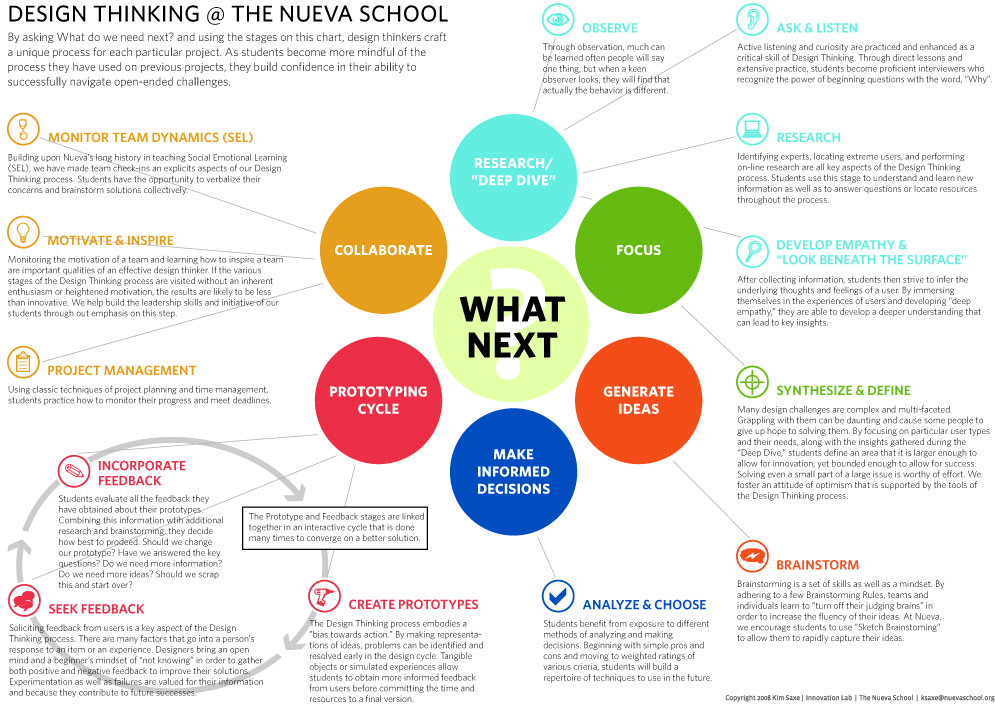 DESIGN THINKING @ THE NUEVA SCHOOL
By asking What do we need next? and using the stages on this chart, design thinkers craft
a unique process for each particular project. As students become more mindful of the
process they have used on previous projects, they build confidence in their ability to
successfully navigate open-ended challenges.
OBSERVE
Through observation, much can
be learned often people will say
one thing, but when a keen
observer looks, they will find that
actually the behavior is different.
ASK & LISTEN
Active listening and curiosity are practiced and enhanced as a
critical skill of Design Thinking. Through direct lessons and
extensive practice, students become proficient interviewers who
recognize the power of beginning questions with the word, "Why".
MONITOR TEAM DYNAMICS (SEL)
Building upon Nueva's long history in teaching Social Emotional Learning
(SEL), we have made team check-ins an explicits aspects of our Design
Thinking process. Students have the opportunity to verbalize their
concerns and brainstorm solutions collectively.
RESEARCH
Identifying experts, locating extreme users, and performing
on-line research are all key aspects of the Design Thinking
process. Students use this stage to understand and learn new
information as well as to answer questions or locate resources
throughout the process.
MOTIVATE & INSPIRE
Monitoring the motivation of a team and learning how to inspire a team
are important qualities of an effective design thinker. If the various
stages of the Design Thinking process are visited without an inherent
enthusiasm or heightened motivation, the results are likely to be less
than innovative. We help build the leadership skills and initiative of our
students through out emphasis on this step.
DEVELOP EMPATHY &
"LOOK BENEATH THE SURFACE"
After collecting information, students then strive to infer the
underlying thoughts and feelings of a user. By immersing
themselves in the experiences of users and developing "deep
empathy," they are able to develop a deeper understanding that
can lead to key insights.
PROJECT MANAGEMENT
Using classic techniques of project planning and time management,
students practice how to monitor their progress and meet deadlines.
RESEARCH/
"DEEP DIVE"
COLLABORATE
FOCUS
?
WHAT
NEXT
PROTOTYPING
CYCLE
GENERATE
IDEAS
MAKE
INFORMED
DECISIONS
SYNTHESIZE & DEFINE
Many design challenges are complex and multi-faceted.
Grappling with them can be daunting and cause some people to
give up hope to solving them. By focusing on particular user types
and their needs, along with the insights gathered during the
"Deep Dive," students define an area that it is larger enough to
allow for innovation, yet bounded enough to allow for success.
Solving even a small part of a large issue is worthy of effort. We
foster an attitude of optimism that is supported by the tools of
the Design Thinking process.
INCORPORATE
FEEDBACK
Students evaluate all the feedback they
have obtained about their prototypes.
Combining this information wtih additional
research and brainstorming, they decide
how best to prodeed. Should we change
our prototype? Have we answered the key
questions? Do we need more information?
Do we need more ideas? Should we scrap
this and start over?
The Prototype and Feedback stages are linked
together in an interactive cycle that is done
many times to converge on a better solution.
SEEK FEEDBACK
Soliciting feedback from users is a key aspect of the Design
Thinking process. There are many factors that go into a person's
response to an item or an experience. Designers bring an open
mind and a beginner's mindset of "not knowing" in order to gather
both positive and negative feedback to improve their solutions.
Experimentation as well as failures are valued for their information
and because they contribute to future successes.
CREATE PROTOTYPES
The Design Thinking process embodies a
"bias towards action." By making representa-
tions of ideas, problems can be identified and
resolved early in the design cycle. Tangible
objects or simulated experiences allow
students to obtain more informed feedback
from users before committing the time and
resources to a final version.
ANALYZE & CHOOSE
Students benefit from exposure to different
methods of analyzing and making
decisions. Beginning with simple pros and
cons and moving to weighted ratings of
various crieria, students will build a
repertoire of techniques to use in the future.
BRAINSTORM
Brainstorming is a set of skills as well as a mindset. By
adhering to a few Brainstorming Rules, teams and
individuals learn to "turn off their judging brains" in
order to increase the fluency of their ideas. At Nueva,
we encourage students to use "Sketch Brainstoming"
to allow them to rapidly capture their ideas.
Copyright 2008 Kim Saxe | Innovation Lab | The Nueva School | ksaxe@nuevaschool.org